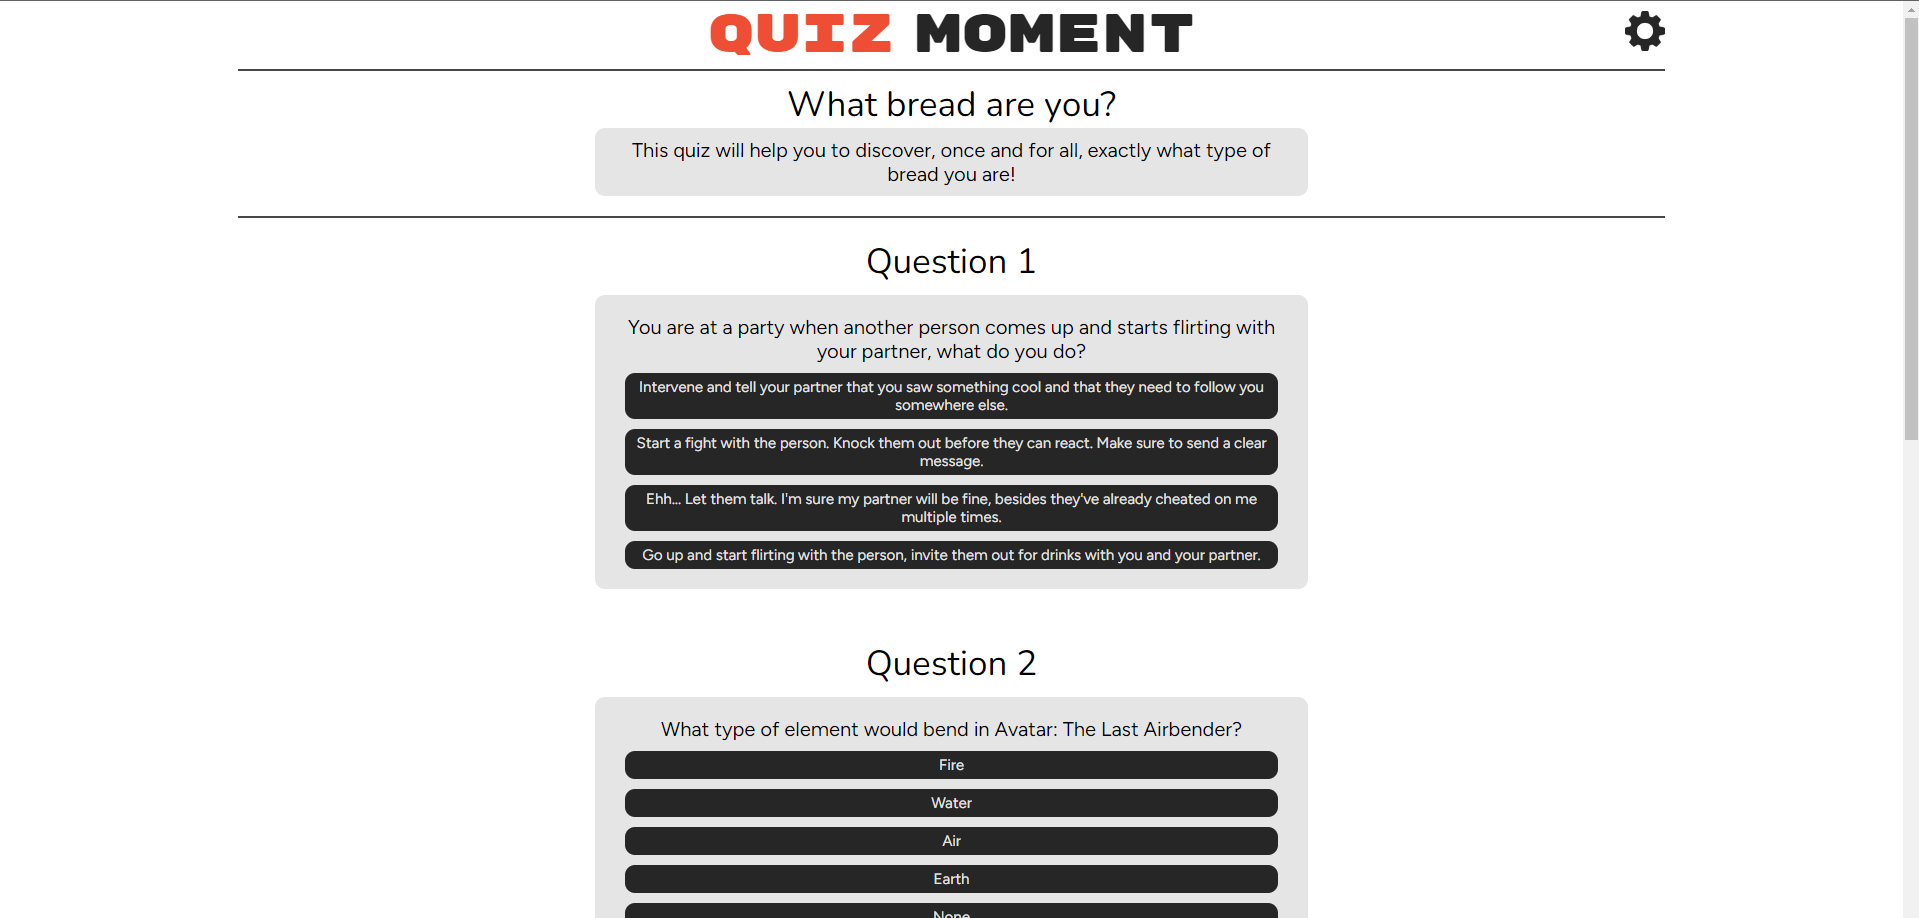 QUIZ MOMENT
What bread are you?
This quiz will help you to discover, once and for all, exactly what type of
bread you are!
Question 1
You are at a party when another person comes up and starts flirting with
your partner, what do you do?
Intervene and tell your partner that you saw something cool and that they need to follow you
somewhere else.
Start a fight with the person. Knock them out before they can react. Make sure to send a clear
message.
Ehh... Let them talk. I'm sure my partner will be fine, besides they've already cheated on me
multiple times.
Go up and start flirting with the person, invite them out for drinks with you and your partner.
Question 2
What type of element would bend in Avatar: The Last Airbender?
Fire
Water
Air
Earth
None